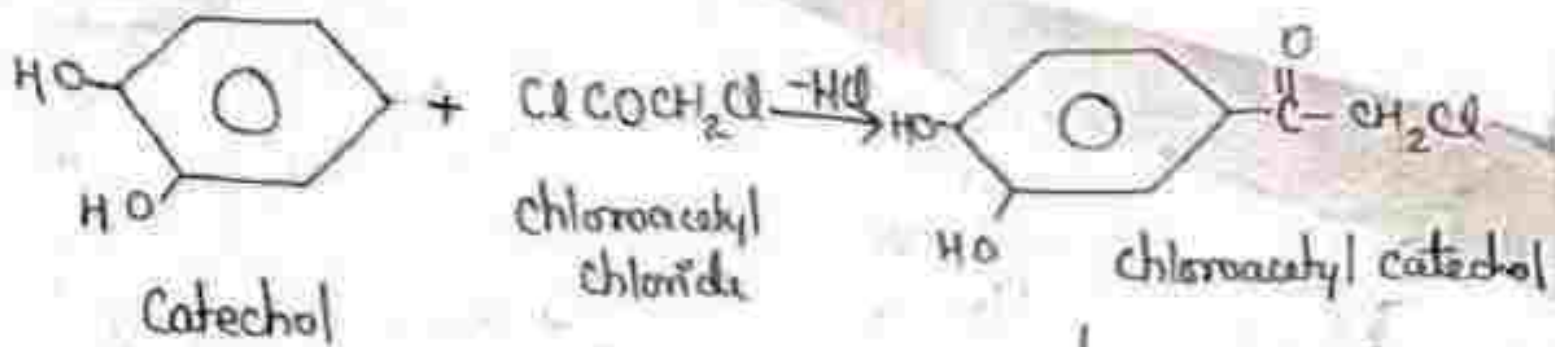 HO
HO
Catechol
+
ClCOCH₂Cl
chloroacetyl
chloride
-HCl
HO
HO
O
C - CH₂Cl
chloroacetyl catechol